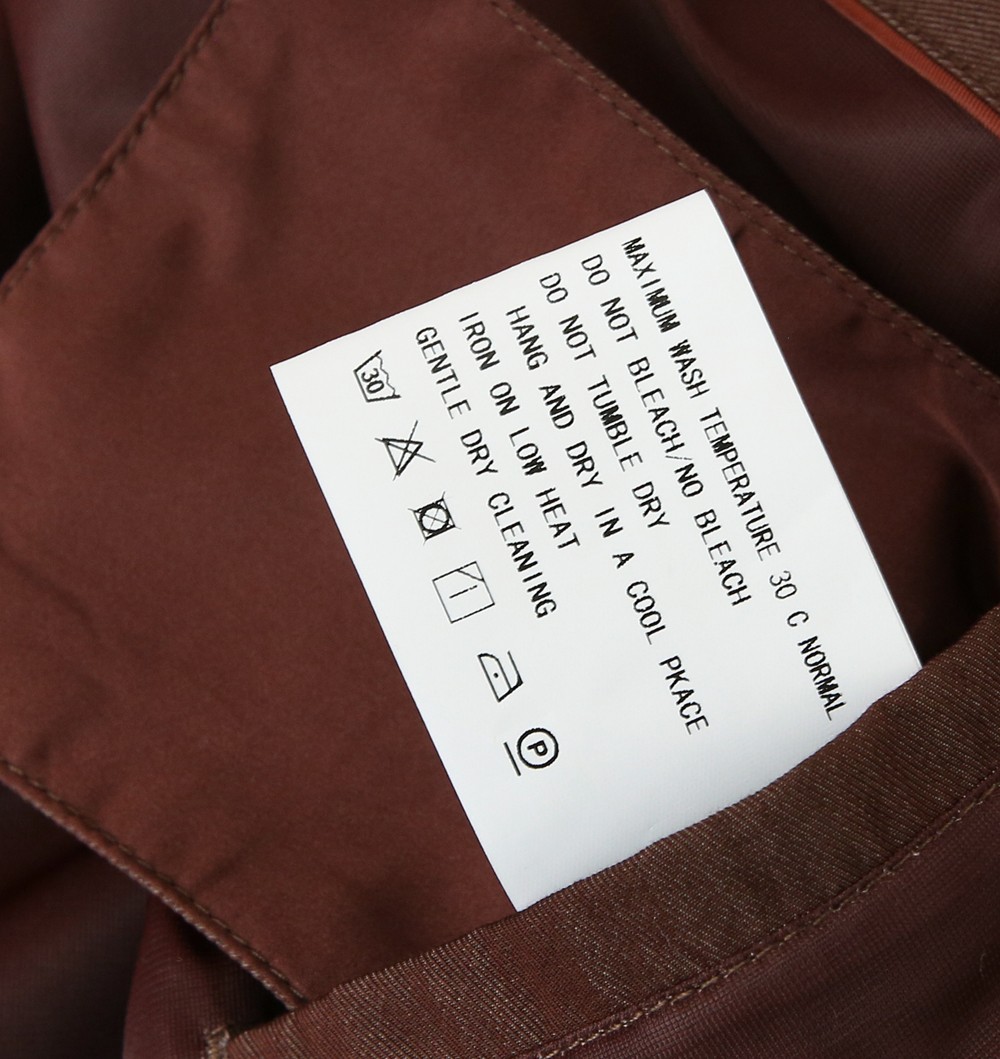 MAXIMUM WASH TEMPERATURE 30 C NORMAL
DO NOT BLEACH/NO BLEACH
DO NOT TUMBLE DRY
HANG AND DRY IN A COOL PKACE
IRON ON LOW HEAT
GENTLE DRY CLEANING
30
P